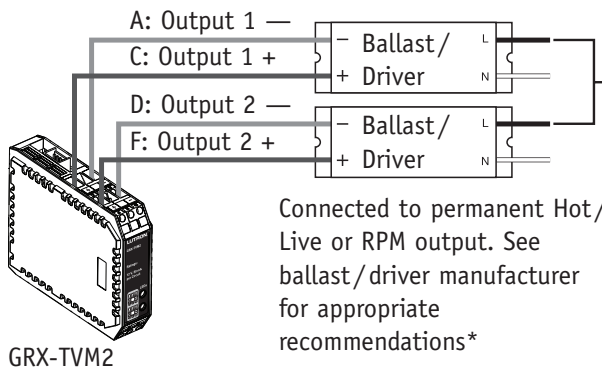 A: Output 1 —
C: Output 1 +
D: Output 2 —
F: Output 2 +
− Ballast/ L
+ Driver N
− Ballast/ L
+ Driver N
LUTRON
Connected to permanent Hot/
Live or RPM output. See
ballast/driver manufacturer
for appropriate
recommendations*
GRX-TVM2